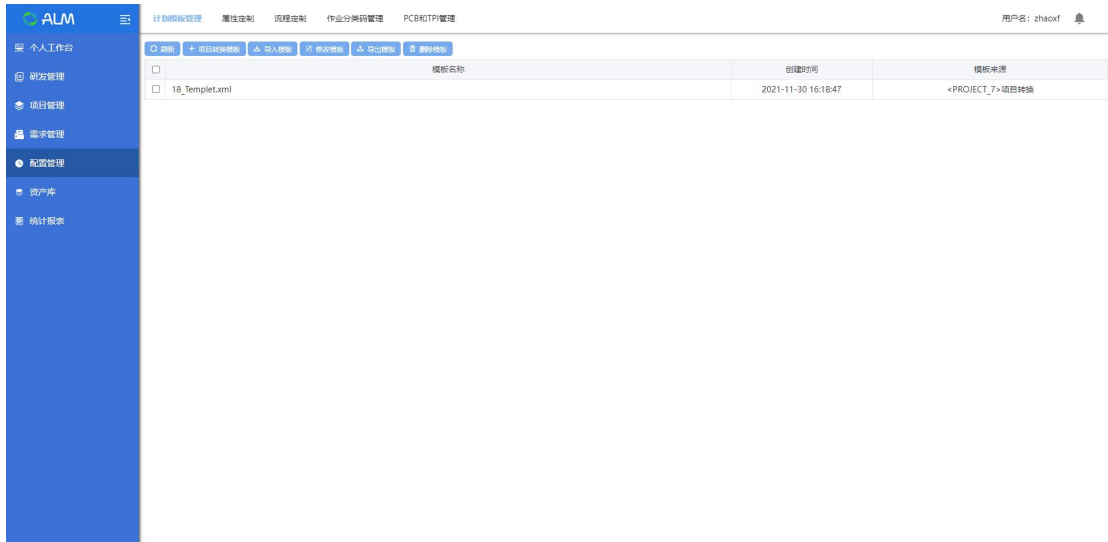 ALM
计划模板管理 属性定制 流程定制 作业分类码管理 PCB和TPI管理 用户名: zhaoxf
个人工作台
研发管理
项目管理
需求管理
配置管理
资产库
统计报表
刷新 项目转换模板 导入模板 修改模板 导出模板 删除模板
模板名称 创建时间 模板来源
18_Templet.xml 2021-11-30 16:18:47 <PROJECT_7>项目转换